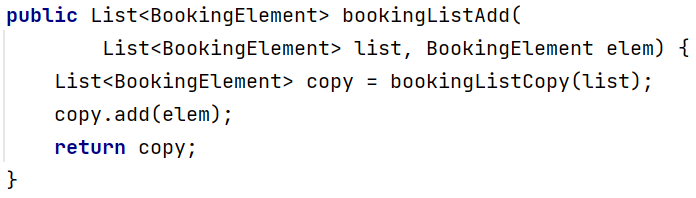 public List<BookingElement> bookingListAdd(
        List<BookingElement> list, BookingElement elem) {
    List<BookingElement> copy = bookingListCopy(list);
    copy.add(elem);
    return copy;
}